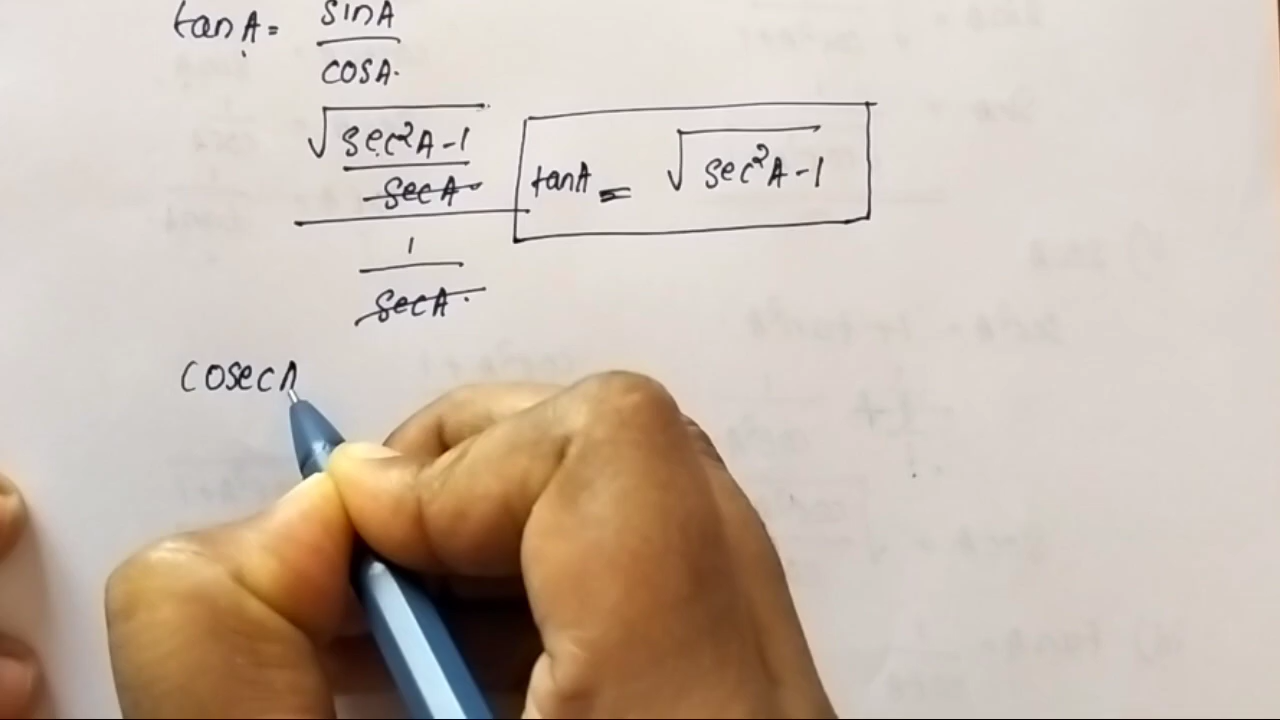 tanA = sinA
cosA.
√sec²A-1
secA
1
secA.
tanA = √sec²A-1
cosecA